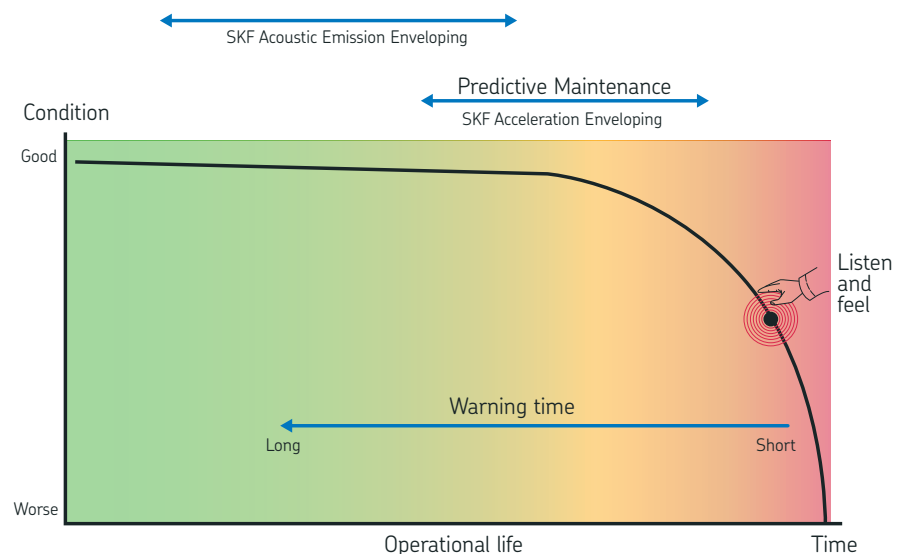 SKF Acoustic Emission Enveloping
Predictive Maintenance
SKF Acceleration Enveloping
Condition
Good
Listen
and
feel
Warning time
Long
Short
Worse
Operational life
Time